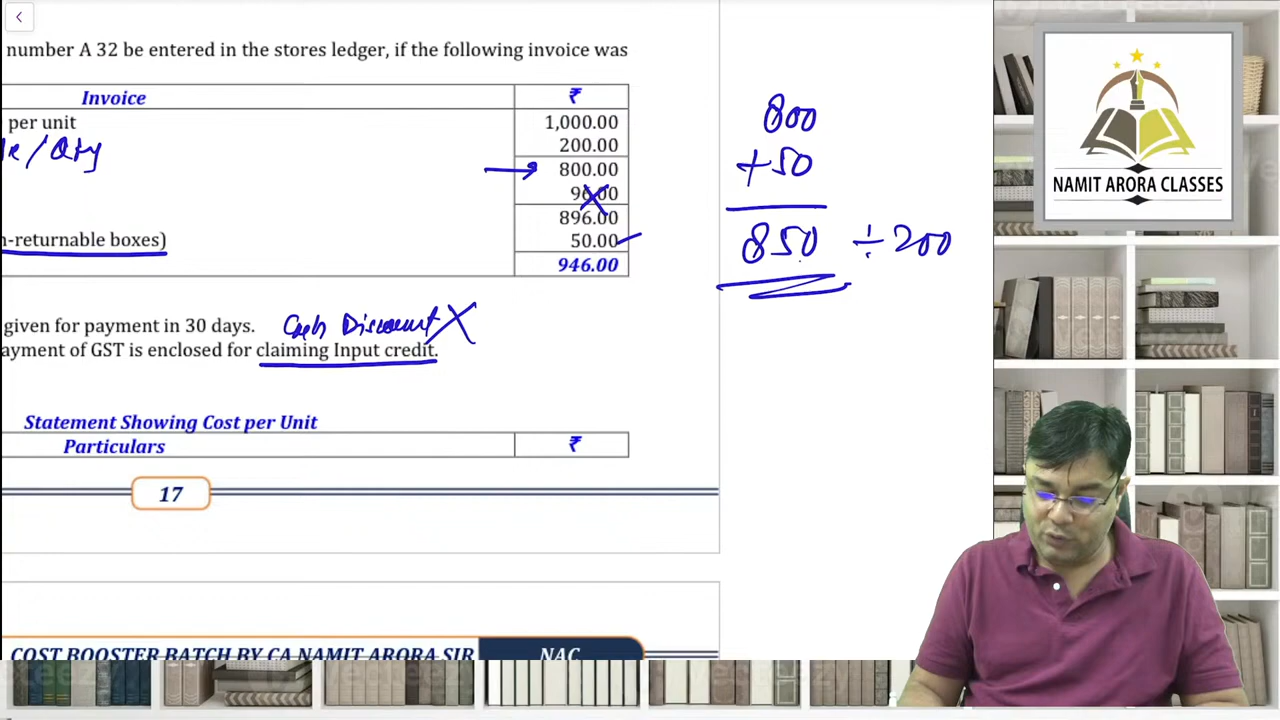 number A 32 be entered in the stores ledger, if the following invoice was
Invoice ₹
per unit 1,000.00
200.00
/ Qty
800.00
96.00
896.00
n-returnable boxes) 50.00
946.00
given for payment in 30 days. Cash Discount X
ayment of GST is enclosed for claiming Input credit.
Statement Showing Cost per Unit
Particulars ₹
17
COST BOOSTER BATCH BY CA NAMIT ARORA SIR NAC
800
+50
850 ÷ 200
NAMIT ARORA CLASSES